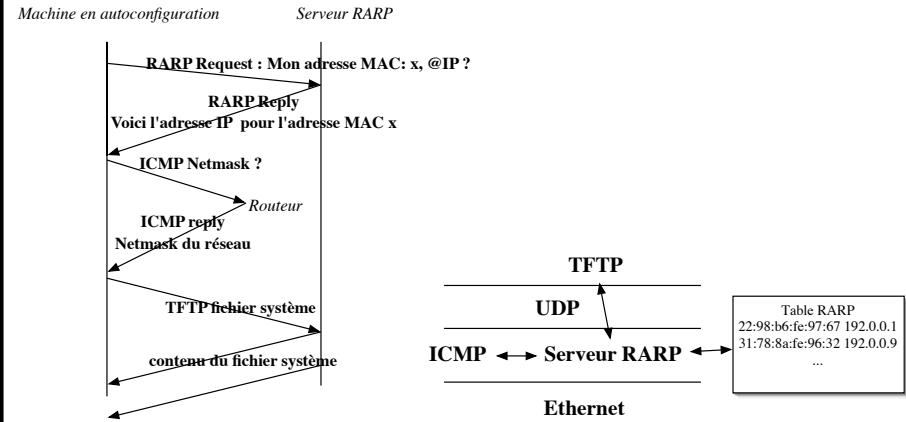 Machine en autoconfiguration
Serveur RARP
RARP Request : Mon adresse MAC: x, @IP ?
RARP Reply
Voici l'adresse IP pour l'adresse MAC x
ICMP Netmask ?
Routeur
ICMP reply
Netmask du réseau
TFTP fichier système
contenu du fichier système
TFTP
UDP
ICMP
Serveur RARP
Ethernet
Table RARP
22:98:b6:fe:97:67 192.0.0.1
31:78:8a:fe:96:32 192.0.0.9
...